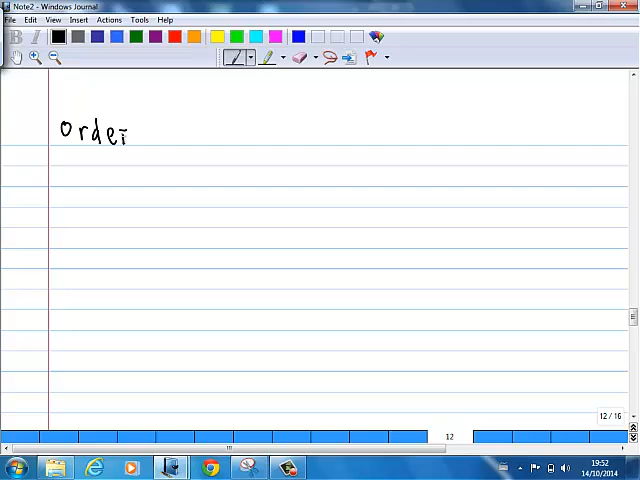 Note2 - Windows Journal
File Edit View Insert Actions Tools Help
B I
order
12 / 16
12
19:52
14/10/2014